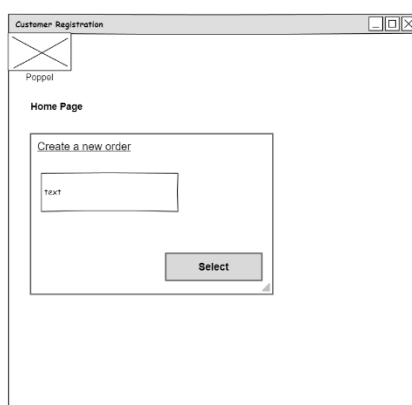 Customer Registration
Poppel
Home Page
Create a new order
text
Select